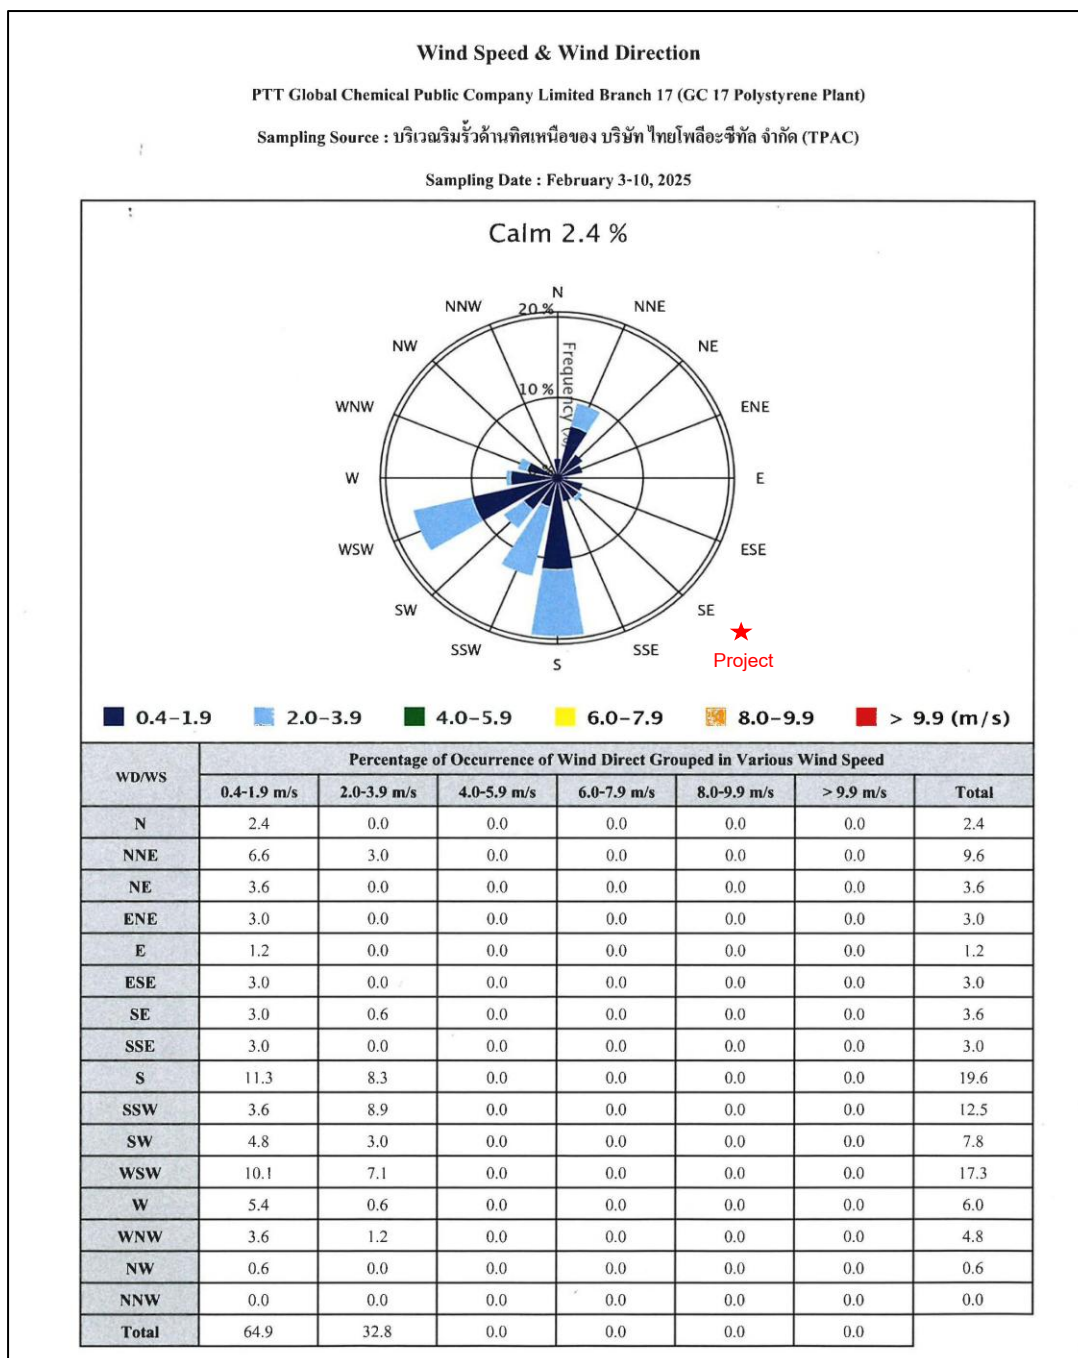 Wind Speed & Wind Direction
PTT Global Chemical Public Company Limited Branch 17 (GC 17 Polystyrene Plant)
Sampling Source : บริเวณริมรั้วด้านทิศเหนือของ บริษัท ไทยโพลีอะซีทัล จำกัด (TPAC)
Sampling Date : February 3-10, 2025
Calm 2.4 %
N
NNW 20 % NNE
NW NE
Frequency (%)
10 %
WNW ENE
W E
WSW ESE
SW SE
SSW SSE
S
Project
0.4-1.9 2.0-3.9 4.0-5.9 6.0-7.9 8.0-9.9 > 9.9 (m/s)
WD/WS Percentage of Occurrence of Wind Direct Grouped in Various Wind Speed
0.4-1.9 m/s 2.0-3.9 m/s 4.0-5.9 m/s 6.0-7.9 m/s 8.0-9.9 m/s > 9.9 m/s Total
N 2.4 0.0 0.0 0.0 0.0 0.0 2.4
NNE 6.6 3.0 0.0 0.0 0.0 0.0 9.6
NE 3.6 0.0 0.0 0.0 0.0 0.0 3.6
ENE 3.0 0.0 0.0 0.0 0.0 0.0 3.0
E 1.2 0.0 0.0 0.0 0.0 0.0 1.2
ESE 3.0 0.0 0.0 0.0 0.0 0.0 3.0
SE 3.0 0.6 0.0 0.0 0.0 0.0 3.6
SSE 3.0 0.0 0.0 0.0 0.0 0.0 3.0
S 11.3 8.3 0.0 0.0 0.0 0.0 19.6
SSW 3.6 8.9 0.0 0.0 0.0 0.0 12.5
SW 4.8 3.0 0.0 0.0 0.0 0.0 7.8
WSW 10.1 7.1 0.0 0.0 0.0 0.0 17.3
W 5.4 0.6 0.0 0.0 0.0 0.0 6.0
WNW 3.6 1.2 0.0 0.0 0.0 0.0 4.8
NW 0.6 0.0 0.0 0.0 0.0 0.0 0.6
NNW 0.0 0.0 0.0 0.0 0.0 0.0 0.0
Total 64.9 32.8 0.0 0.0 0.0 0.0